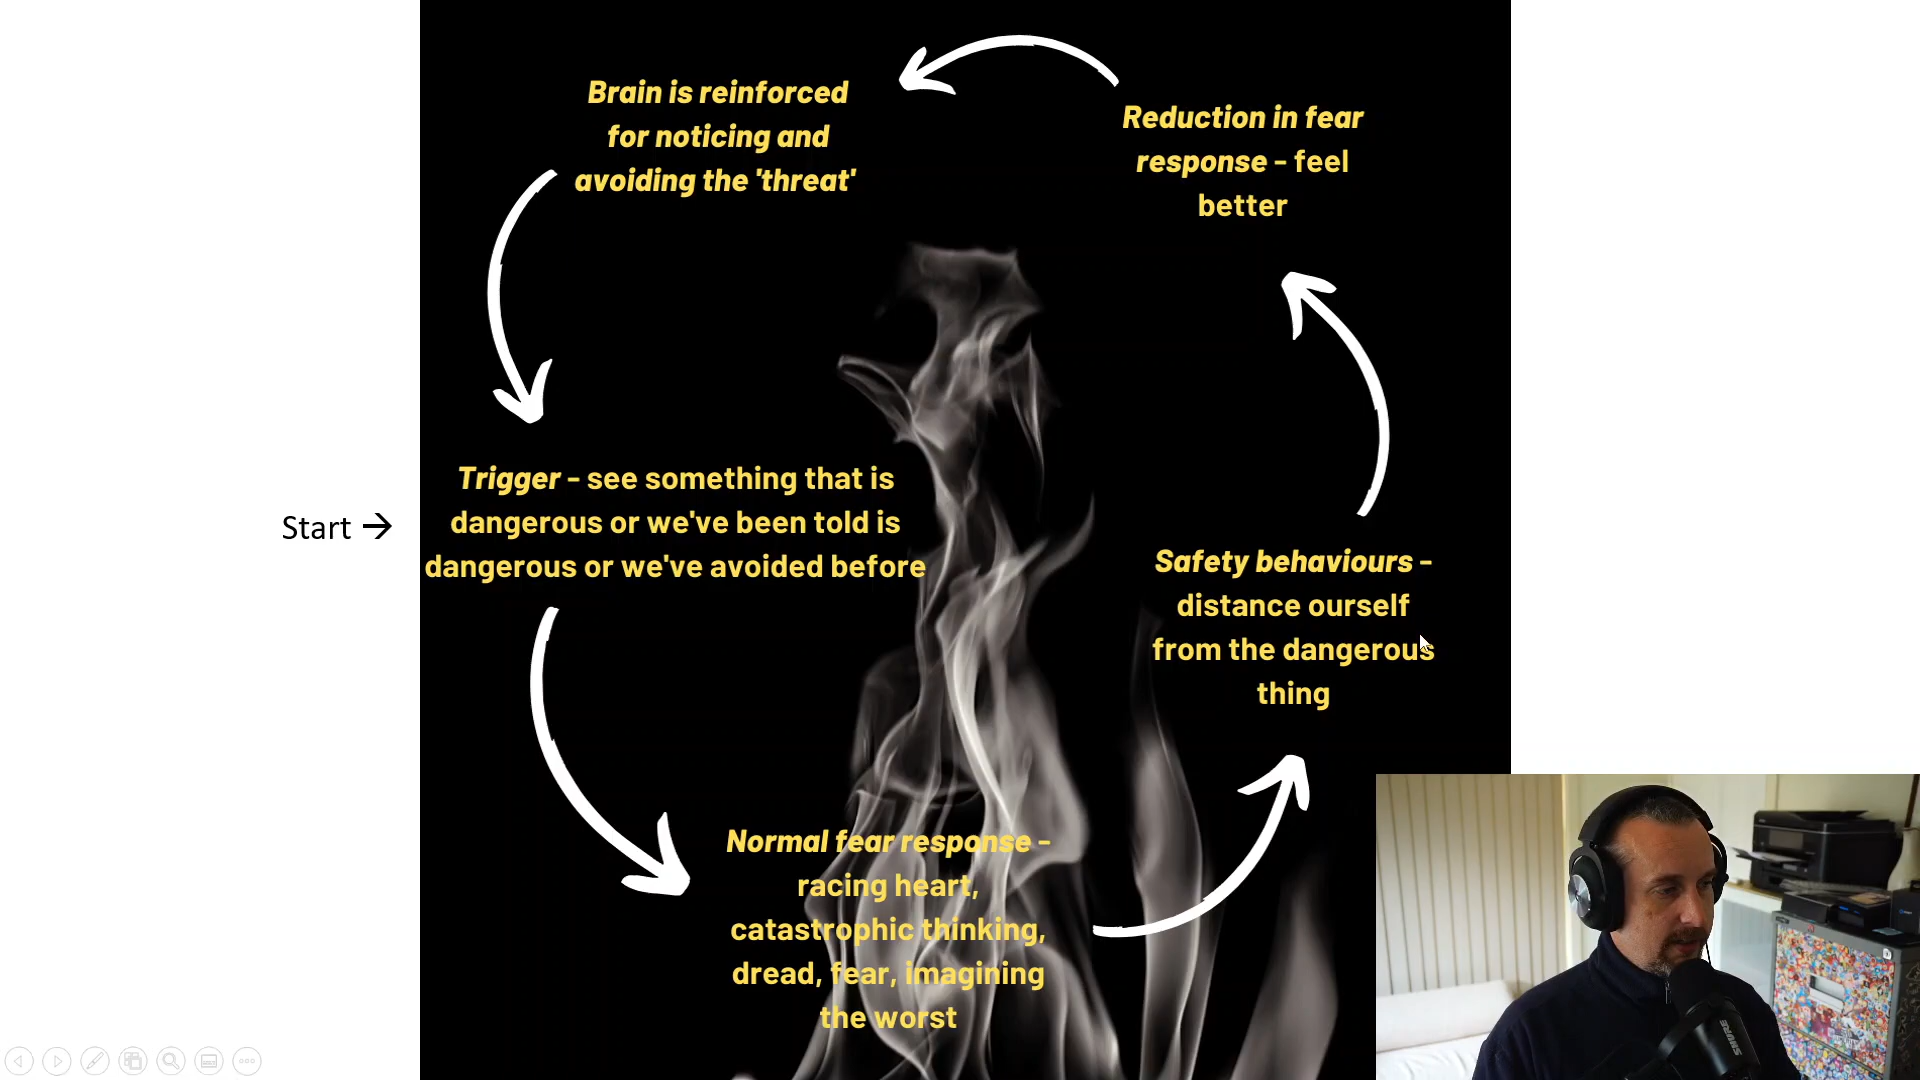 Start →
Trigger - see something that is
dangerous or we've been told is
dangerous or we've avoided before
Normal fear response -
racing heart,
catastrophic thinking,
dread, fear, imagining
the worst
Safety behaviours -
distance ourself
from the dangerous
thing
Reduction in fear
response - feel
better
Brain is reinforced
for noticing and
avoiding the 'threat'
SHURE